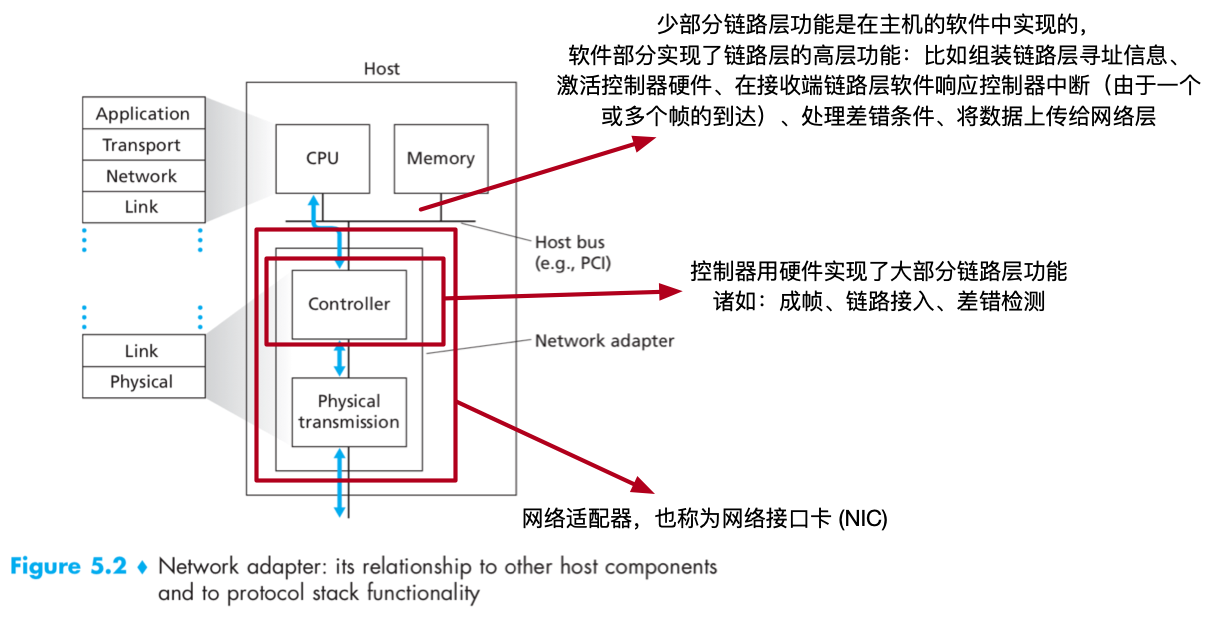 少部分链路层功能是在主机的软件中实现的，
软件部分实现了链路层的高层功能：比如组装链路层寻址信息、
激活控制器硬件、在接收端链路层软件响应控制器中断（由于一个
或多个帧的到达）、处理差错条件、将数据上传给网络层
Host
Application
Transport
Network
Link
CPU
Memory
Host bus
(e.g., PCI)
控制器用硬件实现了大部分链路层功能
诸如：成帧、链路接入、差错检测
Controller
Network adapter
Link
Physical
Physical
transmission
网络适配器，也称为网络接口卡 (NIC)
Figure 5.2 ♦ Network adapter: its relationship to other host components
and to protocol stack functionality